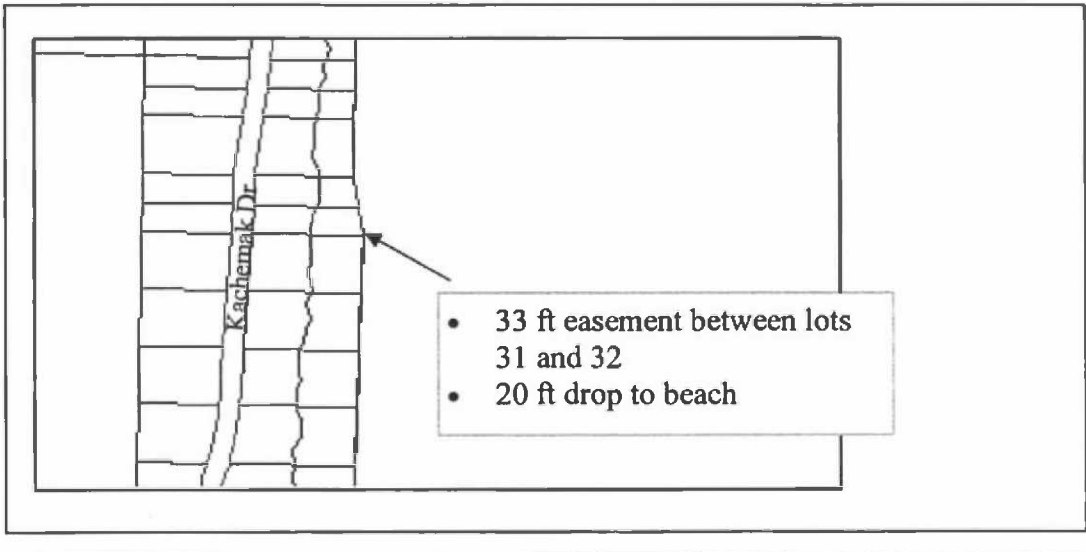 Kachemak Dr
• 33 ft easement between lots
31 and 32
• 20 ft drop to beach